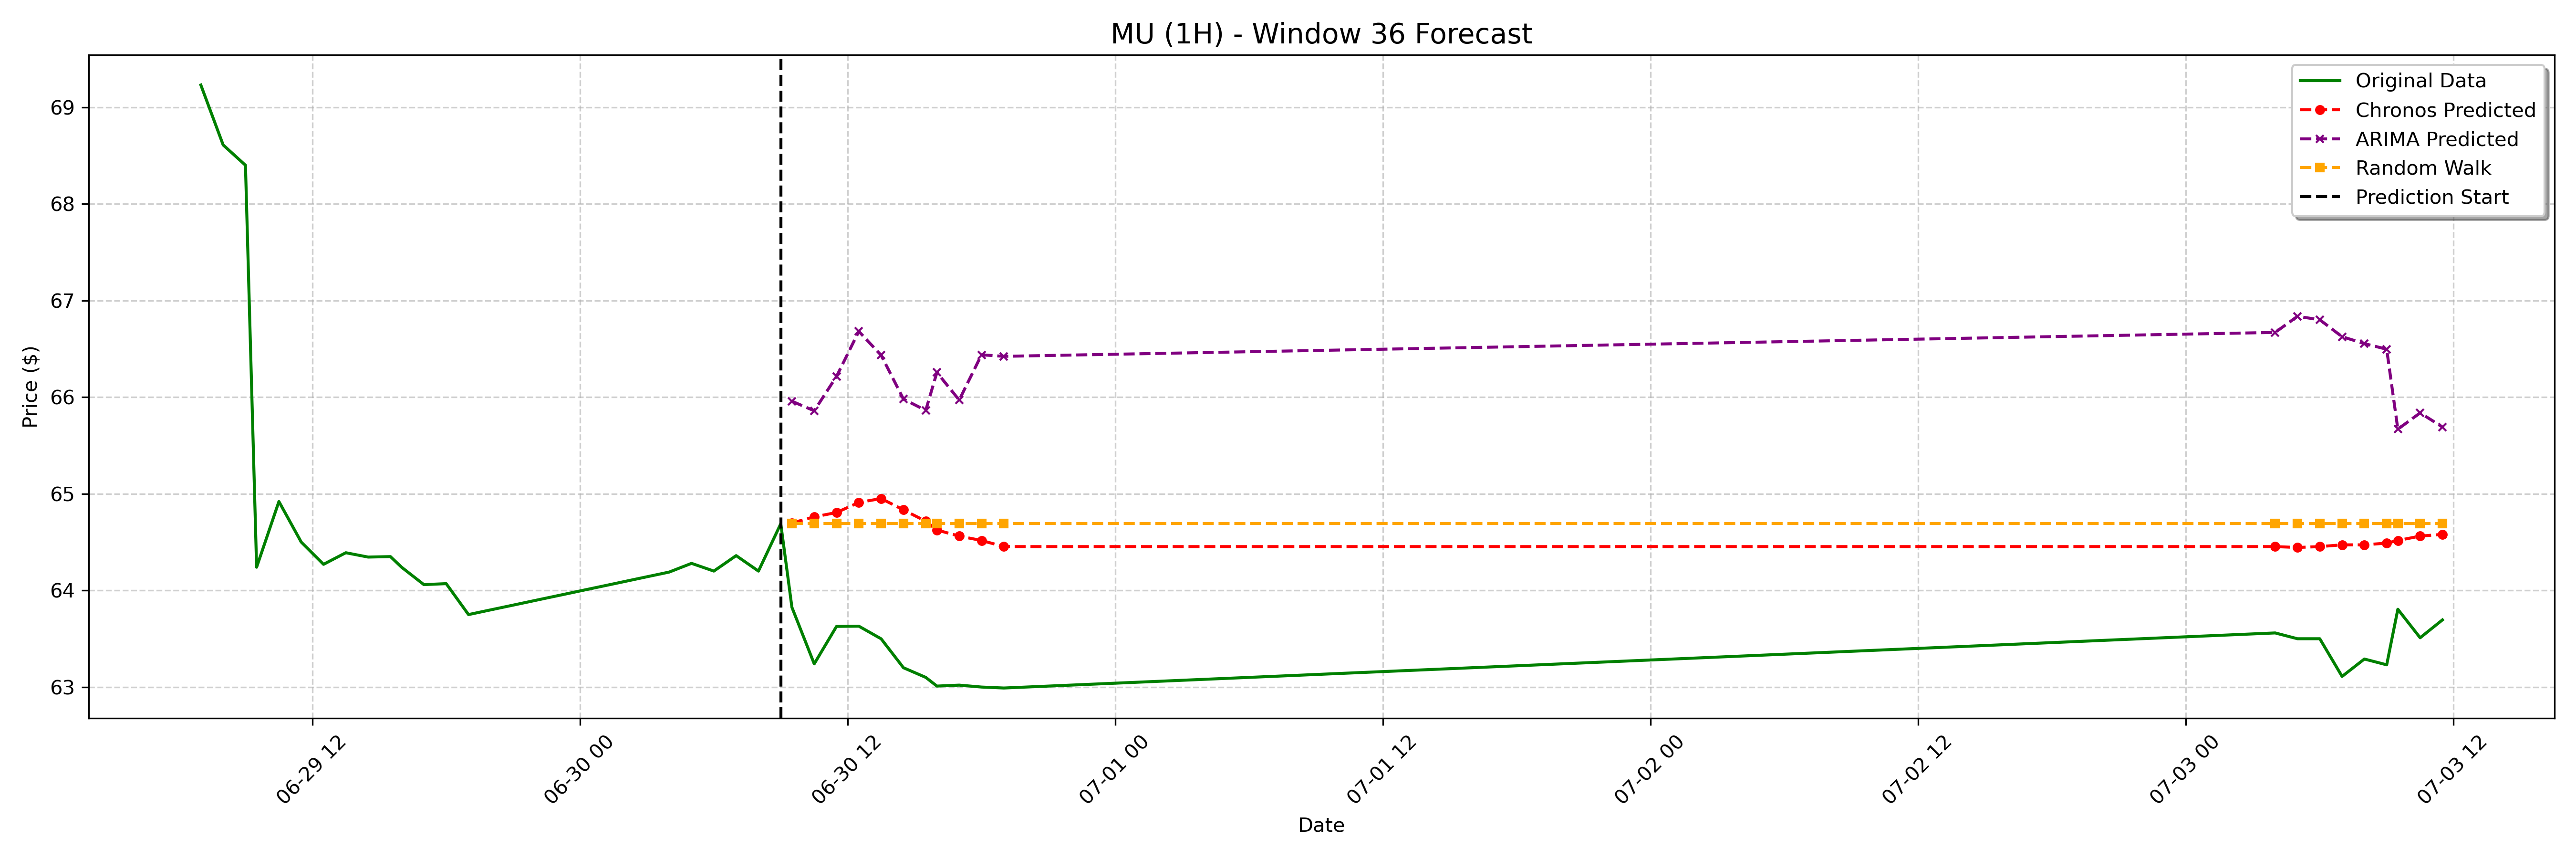 MU (1H) - Window 36 Forecast
Original Data
Chronos Predicted
ARIMA Predicted
Random Walk
Prediction Start
Price ($)
69
68
67
66
65
64
63
06-29 12
06-30 00
06-30 12
07-01 00
07-01 12
07-02 00
07-02 12
07-03 00
07-03 12
Date